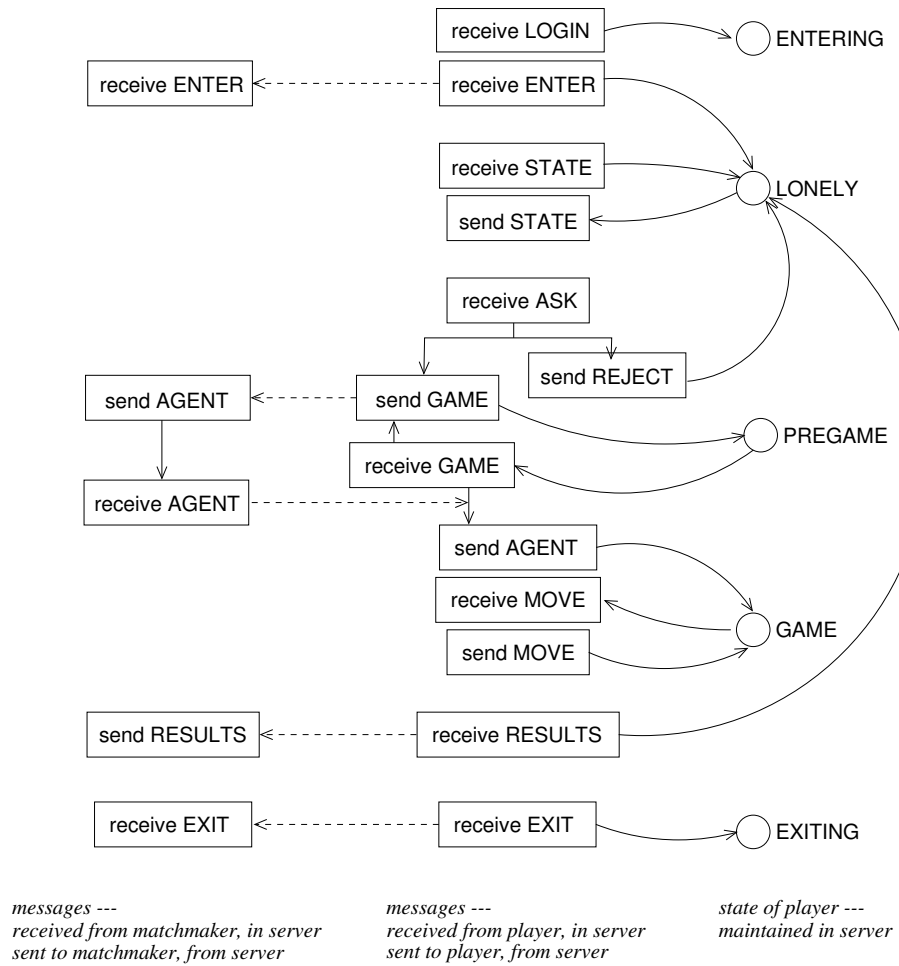 receive LOGIN
ENTERING
receive ENTER
receive ENTER
receive STATE
LONELY
send STATE
receive ASK
send REJECT
send AGENT
send GAME
PREGAME
receive GAME
receive AGENT
send AGENT
receive MOVE
GAME
send MOVE
send RESULTS
receive RESULTS
receive EXIT
receive EXIT
EXITING
messages ---
received from matchmaker, in server
sent to matchmaker, from server
messages ---
received from player, in server
sent to player, from server
state of player ---
maintained in server